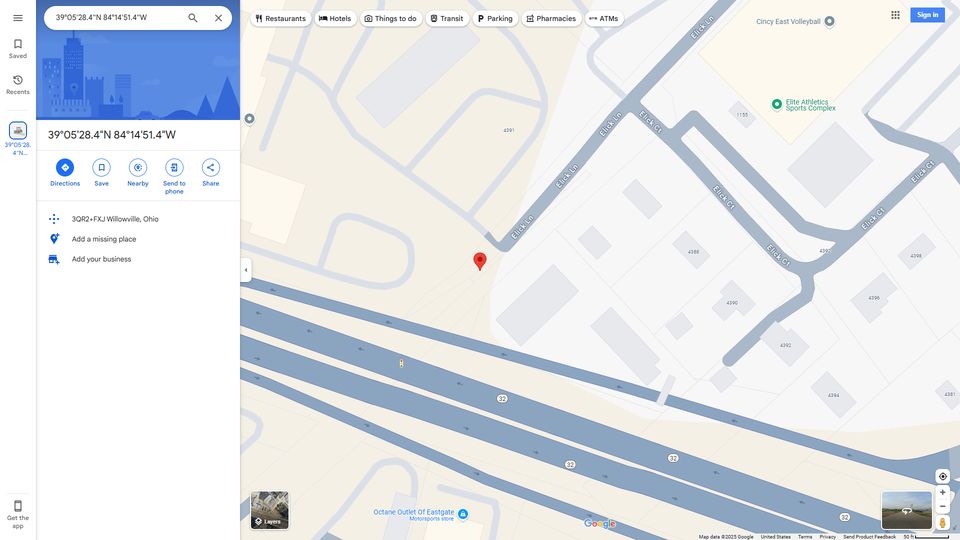 39°05'28.4"N 84°14'51.4"W
Restaurants
Hotels
Things to do
Transit
Parking
Pharmacies
ATMs
Sign in
Saved
Recents
39°05'28.
4"N...
39°05'28.4"N 84°14'51.4"W
Directions
Save
Nearby
Send to
phone
Share
3QR2+FXJ Willowville, Ohio
Add a missing place
Add your business
Get the
app
Cincy East Volleyball
Elick Ln
Elite Athletics
Sports Complex
1155
4391
Elick Ln
Elick Ct
Elick Ln
Elick Ct
Elick Ct
Elick Ct
Elick Ln
Elick Ct
4388
4392
4398
4390
4396
4392
4394
4381
32
32
32
32
Octane Outlet Of Eastgate
Motorsports store
Layers
Google
Map data ©2025 Google
United States
Terms
Privacy
Send Product Feedback
50 ft